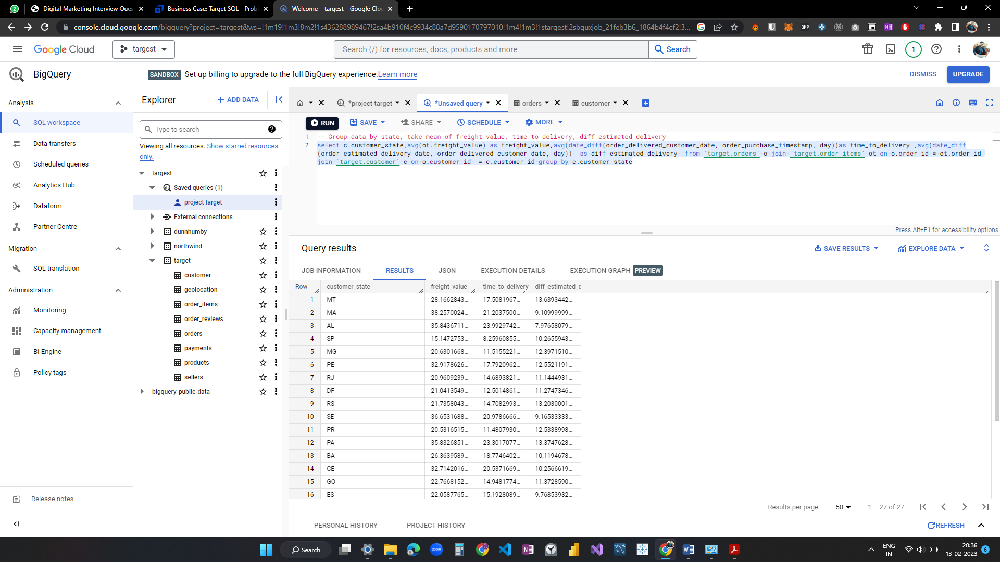 2
Digital Marketing Interview Ques
Business Case: Target SQL - Prob
Welcome – targest – Google Clou
console.cloud.google.com/bigquery?project=targest&ws=!1m19!1m3!8m2!1s436288989467!2sa4b910f4c9934c88a7d9590170797010!1m4!1m3!1stargest!2sbquxjob_21feb3b6_1864b4f4ef2!3...
GMP
Google Cloud
targest
Search (/) for resources, docs, products and more
Search
1
BigQuery
SANDBOX Set up billing to upgrade to the full BigQuery experience. Learn more
DISMISS
UPGRADE
Analysis
SQL workspace
Data transfers
Scheduled queries
Analytics Hub
Dataform
Partner Centre
Migration
SQL translation
Administration
Monitoring
Capacity management
BI Engine
Policy tags
Release notes
Explorer
+ ADD DATA
Type to search
Viewing all resources. Show starred resources
only.
targest
Saved queries (1)
project target
External connections
dunnhumby
northwind
target
customer
geolocation
order_items
order_reviews
orders
payments
products
sellers
bigquery-public-data
*project target
*Unsaved query
orders
customer
RUN
SAVE
SHARE
SCHEDULE
MORE
1 -- Group data by state, take mean of freight_value, time_to_delivery, diff_estimated_delivery
2 select c.customer_state,avg(ot.freight_value) as freight_value,avg(date_diff(order_delivered_customer_date, order_purchase_timestamp, day))as time_to_delivery ,avg(date_diff
(order_estimated_delivery_date, order_delivered_customer_date, day))  as diff_estimated_delivery  from `target.orders` o join `target.order_items` ot on o.order_id = ot.order_id
join `target.customer` c on o.customer_id  = c.customer_id group by c.customer_state
Press Alt+F1 for accessibility options.
Query results
SAVE RESULTS
EXPLORE DATA
JOB INFORMATION
RESULTS
JSON
EXECUTION DETAILS
EXECUTION GRAPH PREVIEW
Row customer_state freight_value time_to_delivery diff_estimated_d
1 MT 28.1662843... 17.5081967... 13.6393442...
2 MA 38.2570024... 21.2037500... 9.10999999...
3 AL 35.8436711... 23.9929742... 7.97658079...
4 SP 15.1472753... 8.25960855... 10.2655943...
5 MG 20.6301668... 11.5155221... 12.3971510...
6 PE 32.9178626... 17.7920962... 12.5521191...
7 RJ 20.9609239... 14.6893821... 11.1444931...
8 DF 21.0413549... 12.5014861... 11.2747346...
9 RS 21.7358043... 14.7082993... 13.2030001...
10 SE 36.6531688... 20.9786666... 9.16533333...
11 PR 20.5316515... 11.4807930... 12.5338998...
12 PA 35.8326851... 23.3017077... 13.3747628...
13 BA 26.3639589... 18.7746402... 10.1194678...
14 CE 32.7142016... 20.5371669... 10.2566619...
15 GO 22.7668152... 14.9481774... 11.3728590...
16 ES 22.0587765... 15.1928089... 9.76853932...
Results per page:
50
1 – 27 of 27
PERSONAL HISTORY
PROJECT HISTORY
REFRESH
Search
zoom
ENG
IN
20:36
13-02-2023
6